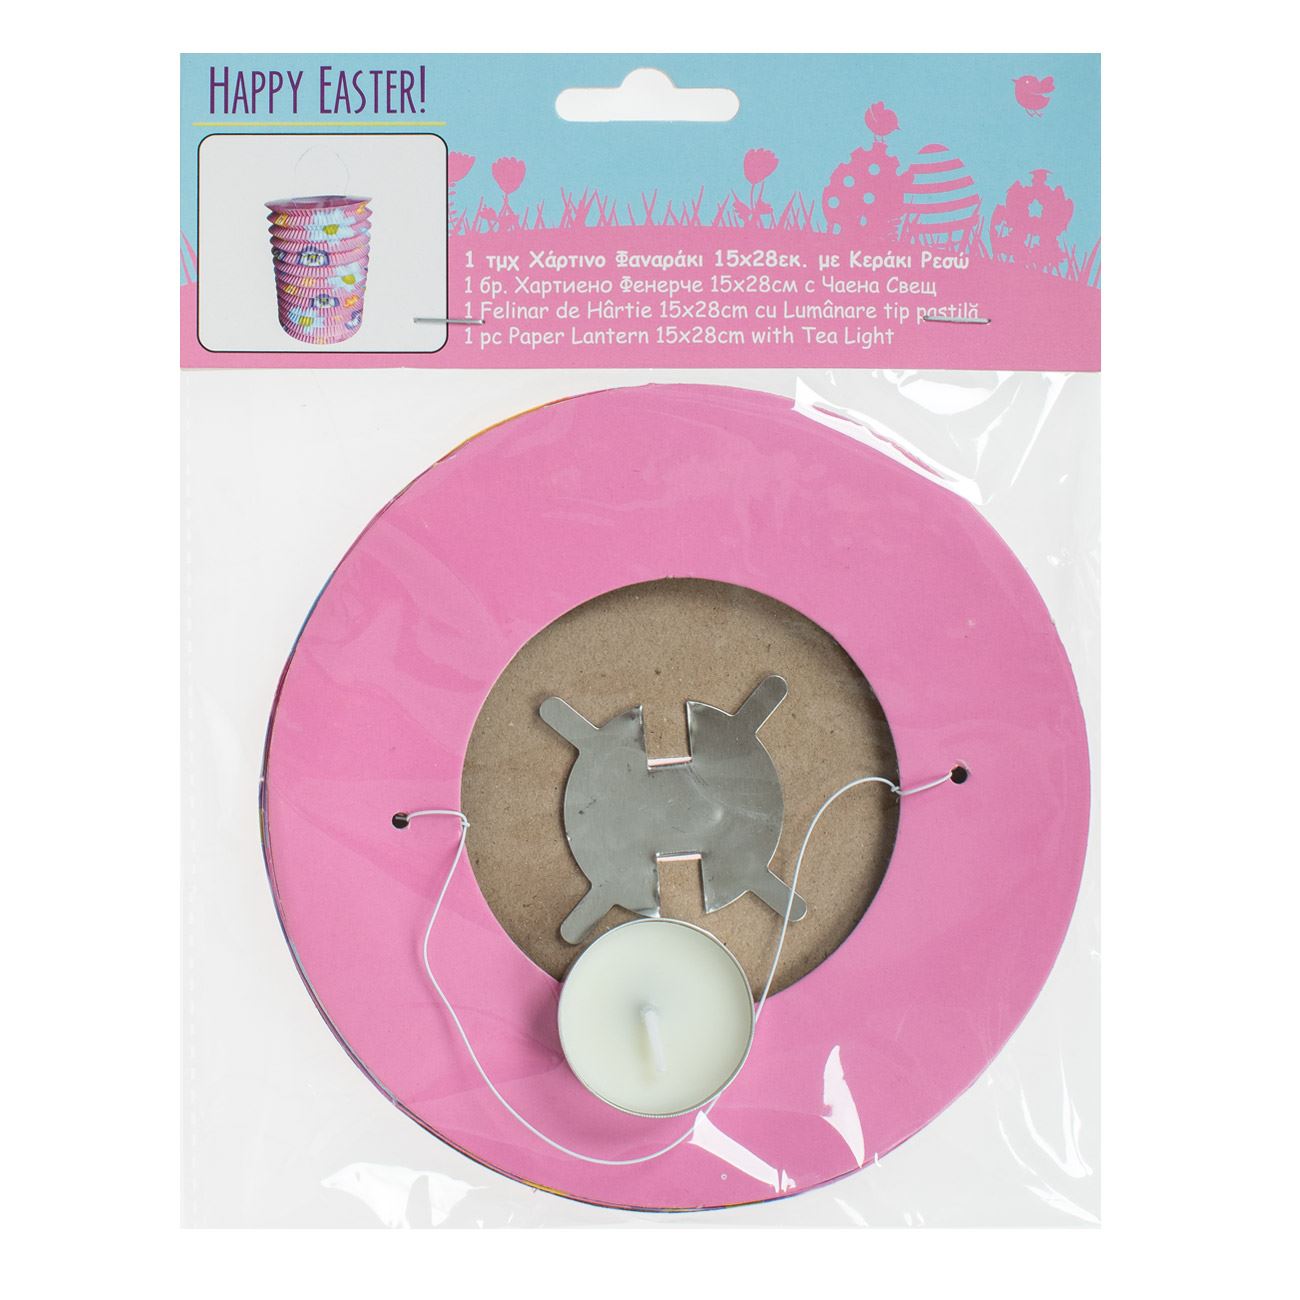 HAPPY EASTER!
1 τμχ Χάρτινο Φαναράκι 15x28εκ. με Κεράκι Ρεσώ
1 бр. Хартиено Фенерче 15x28см с Чаена Свещ
1 Felinar de Hârtie 15x28cm cu Lumânare tip pastilă
1 pc Paper Lantern 15x28cm with Tea Light